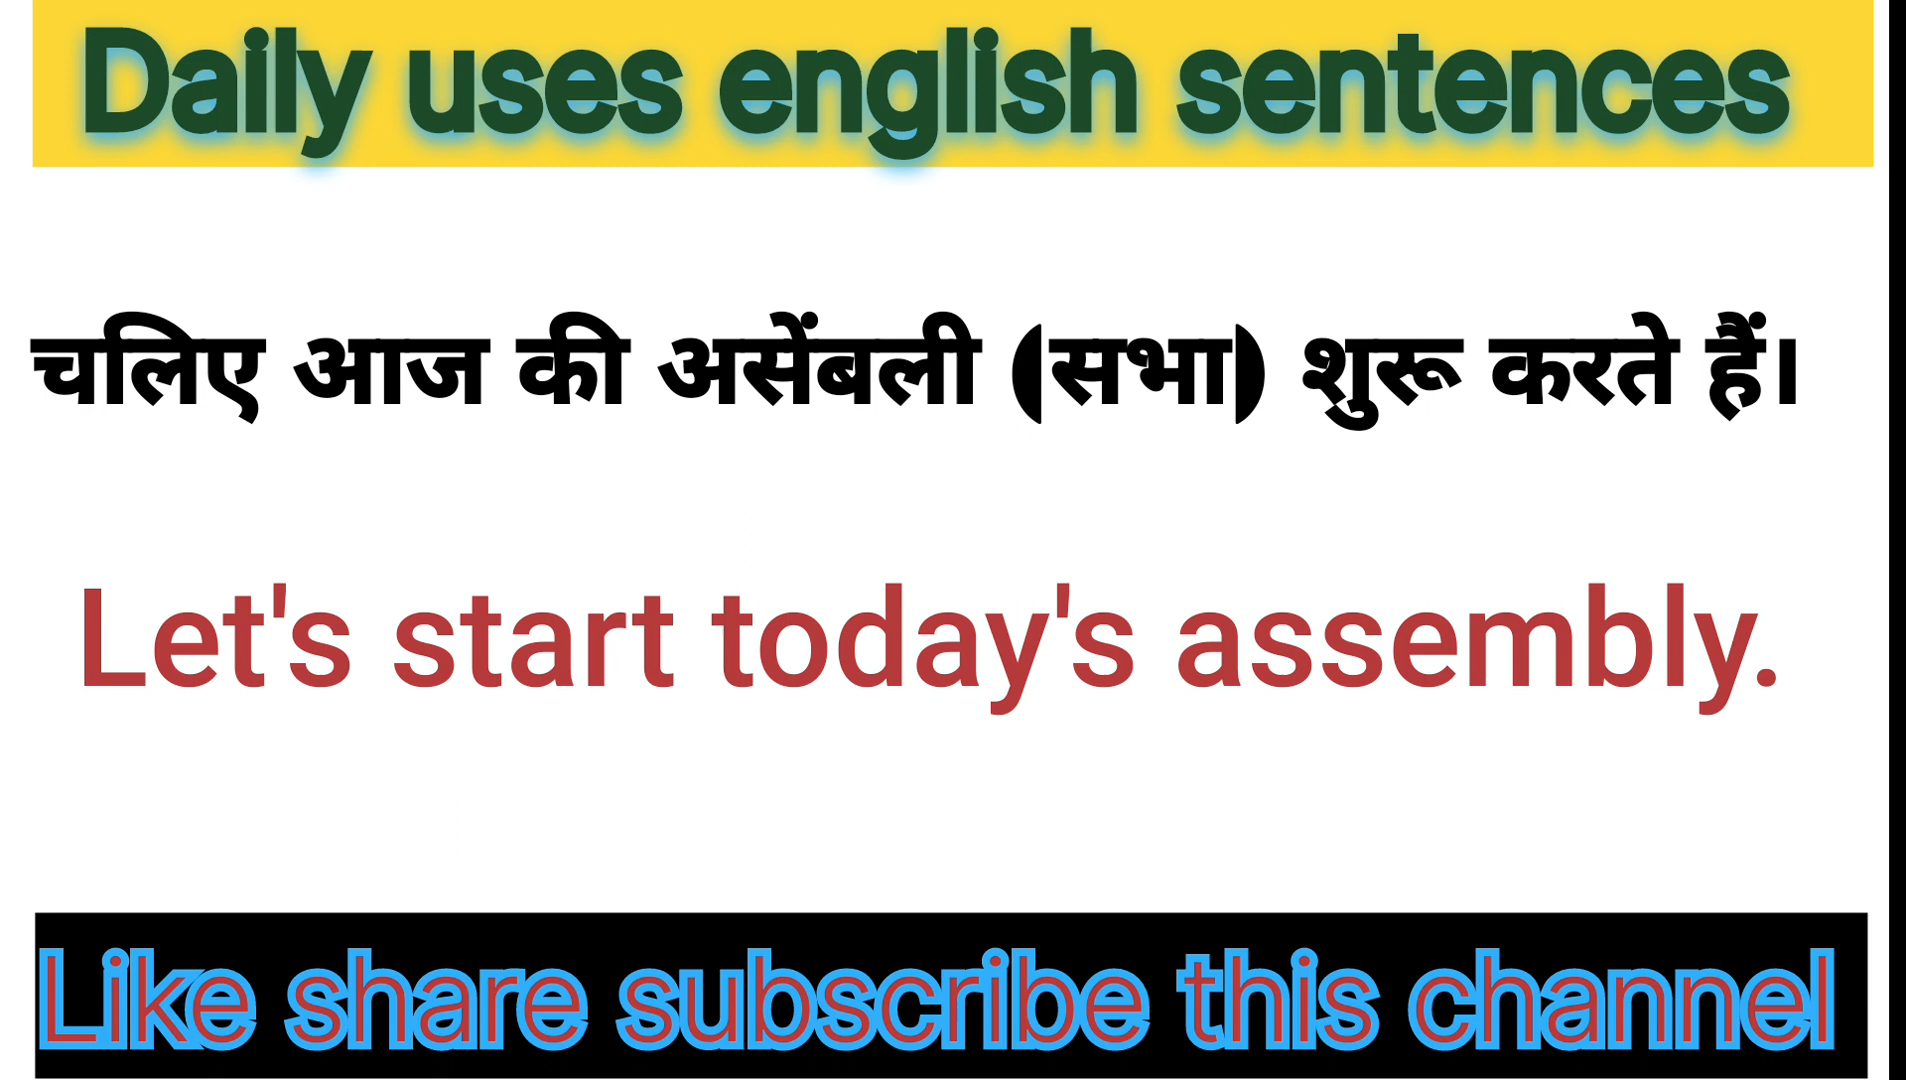 Daily uses english sentences
चलिए आज की असेंबली (सभा) शुरू करते हैं।
Let's start today's assembly.
Like share subscribe this channel